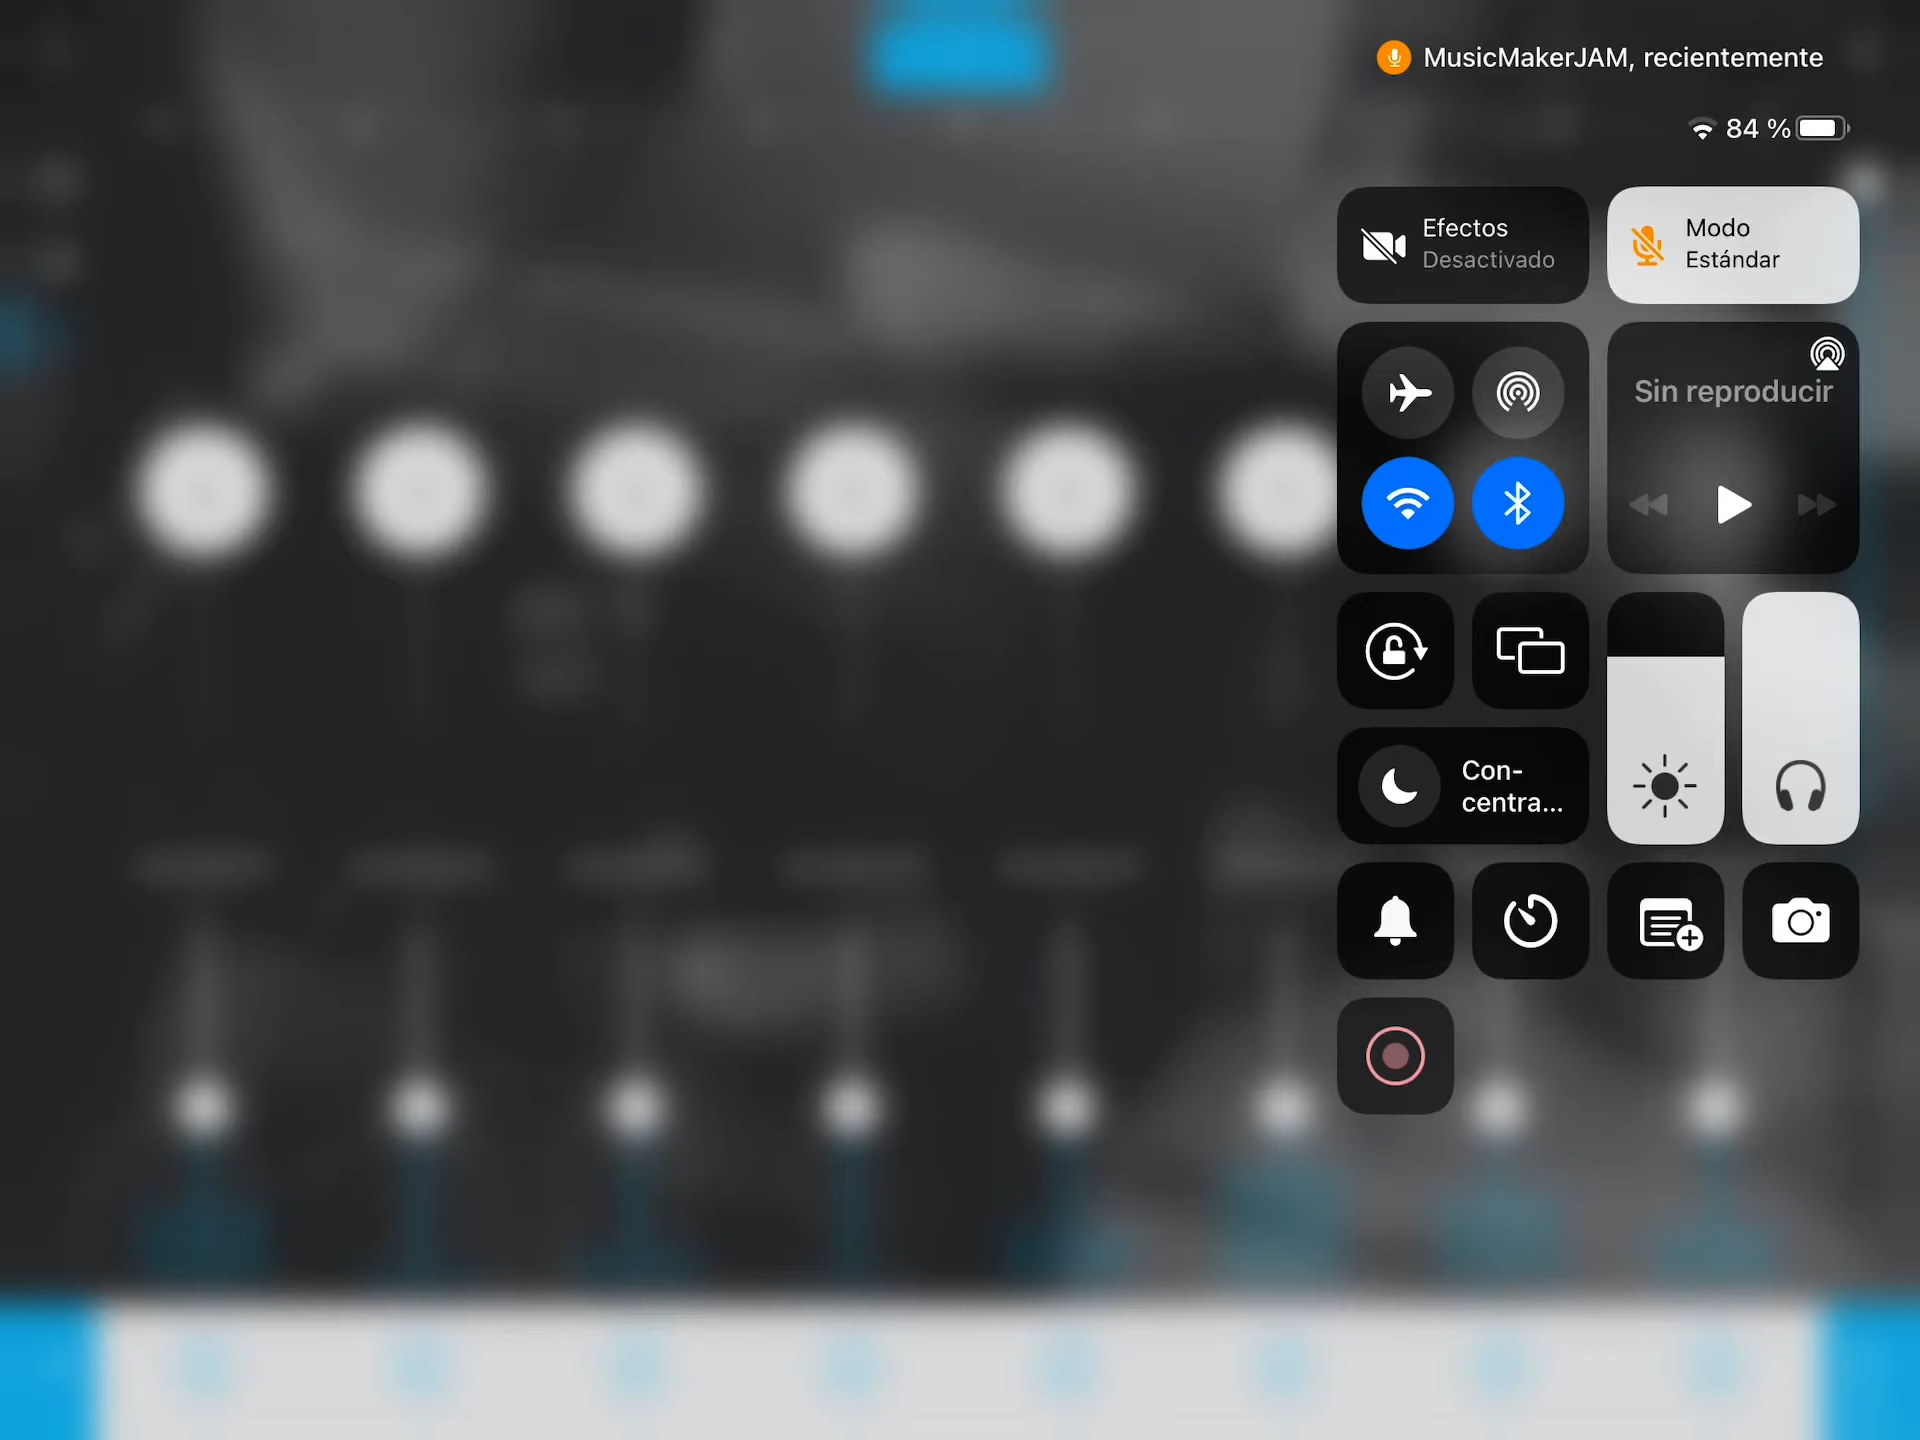 MusicMakerJAM, recientemente
84 %
Efectos
Desactivado
Modo
Estándar
Sin reproducir
Con-
centra...